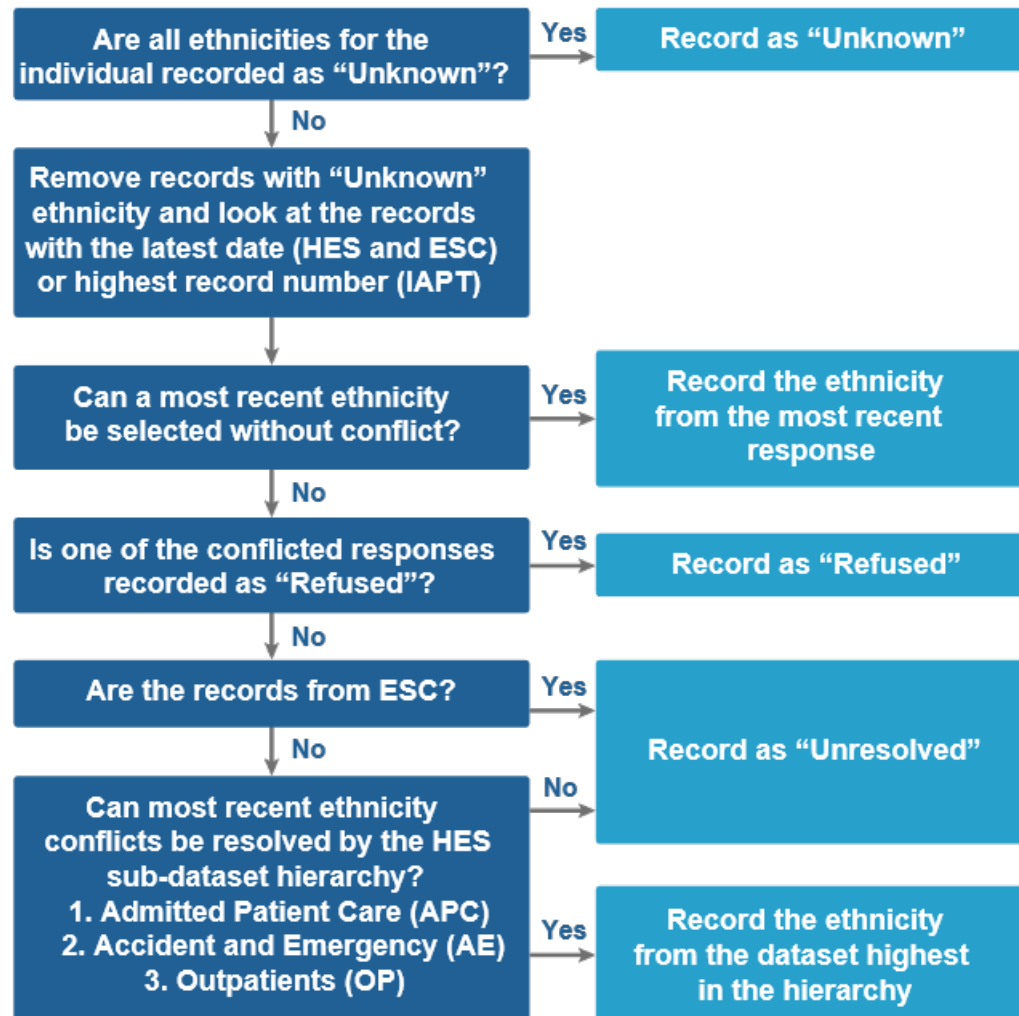 Are all ethnicities for the
individual recorded as “Unknown”?
Yes
Record as “Unknown”
No
Remove records with “Unknown”
ethnicity and look at the records
with the latest date (HES and ESC)
or highest record number (IAPT)
Can a most recent ethnicity
be selected without conflict?
Yes
Record the ethnicity
from the most recent
response
No
Is one of the conflicted responses
recorded as “Refused”?
Yes
Record as “Refused”
No
Are the records from ESC?
Yes
Record as “Unresolved”
No
Can most recent ethnicity
conflicts be resolved by the HES
sub-dataset hierarchy?
1. Admitted Patient Care (APC)
2. Accident and Emergency (AE)
3. Outpatients (OP)
No
Yes
Record the ethnicity
from the dataset highest
in the hierarchy